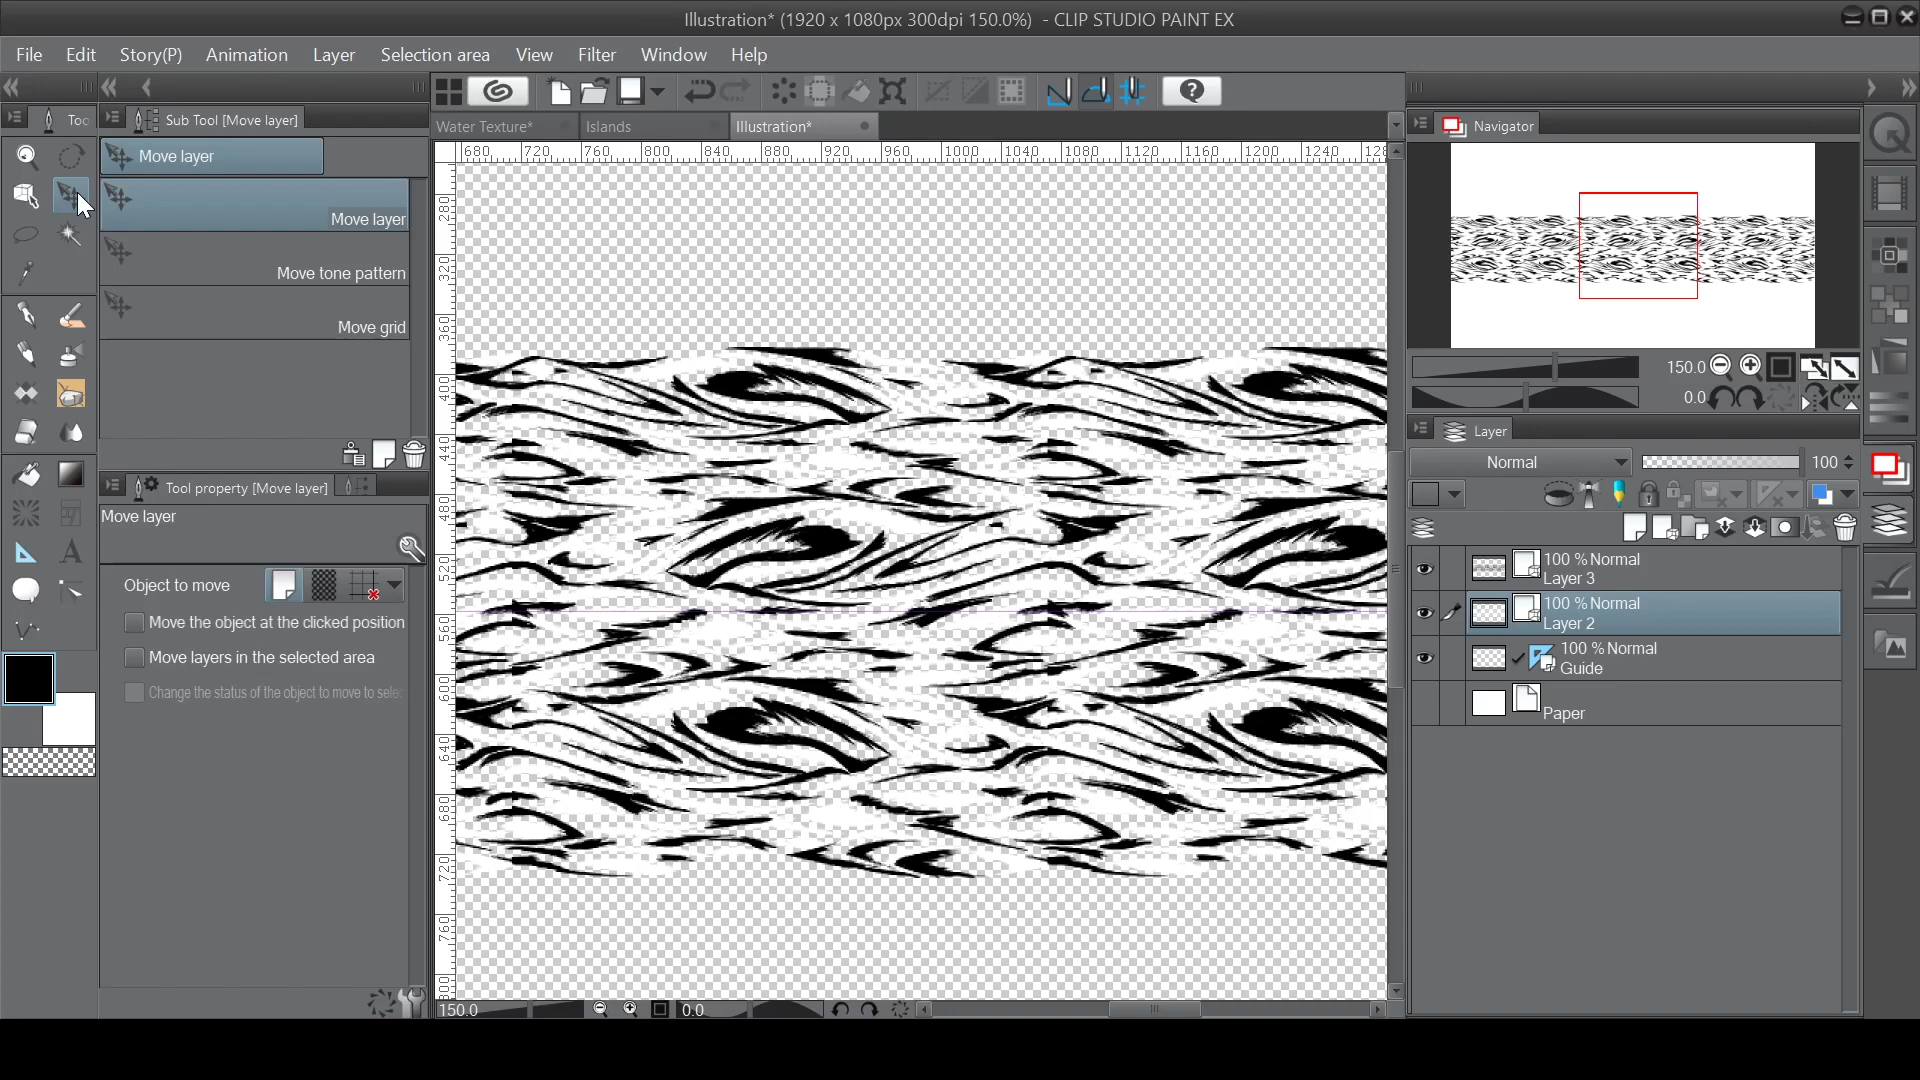 Illustration* (1920 x 1080px 300dpi 150.0%) - CLIP STUDIO PAINT EX
File Edit Story(P) Animation Layer Selection area View Filter Window Help
Too Sub Tool [Move layer]
Water Texture* Islands Illustration*
Navigator
Move layer
680 720 760 800 840 880 920 960 1000 1040 1080 1120 1160 1200 1240 128
Move layer
Move tone pattern
Move grid
280
320
360
400
440
480
520
560
600
640
680
720
760
800
150.0
0.0
Layer
Normal 100
Tool property [Move layer]
Move layer
Object to move
Move the object at the clicked position
Move layers in the selected area
Change the status of the object to move to selec
100 % Normal
Layer 3
100 % Normal
Layer 2
100 % Normal
Guide
Paper
150.0 0.0